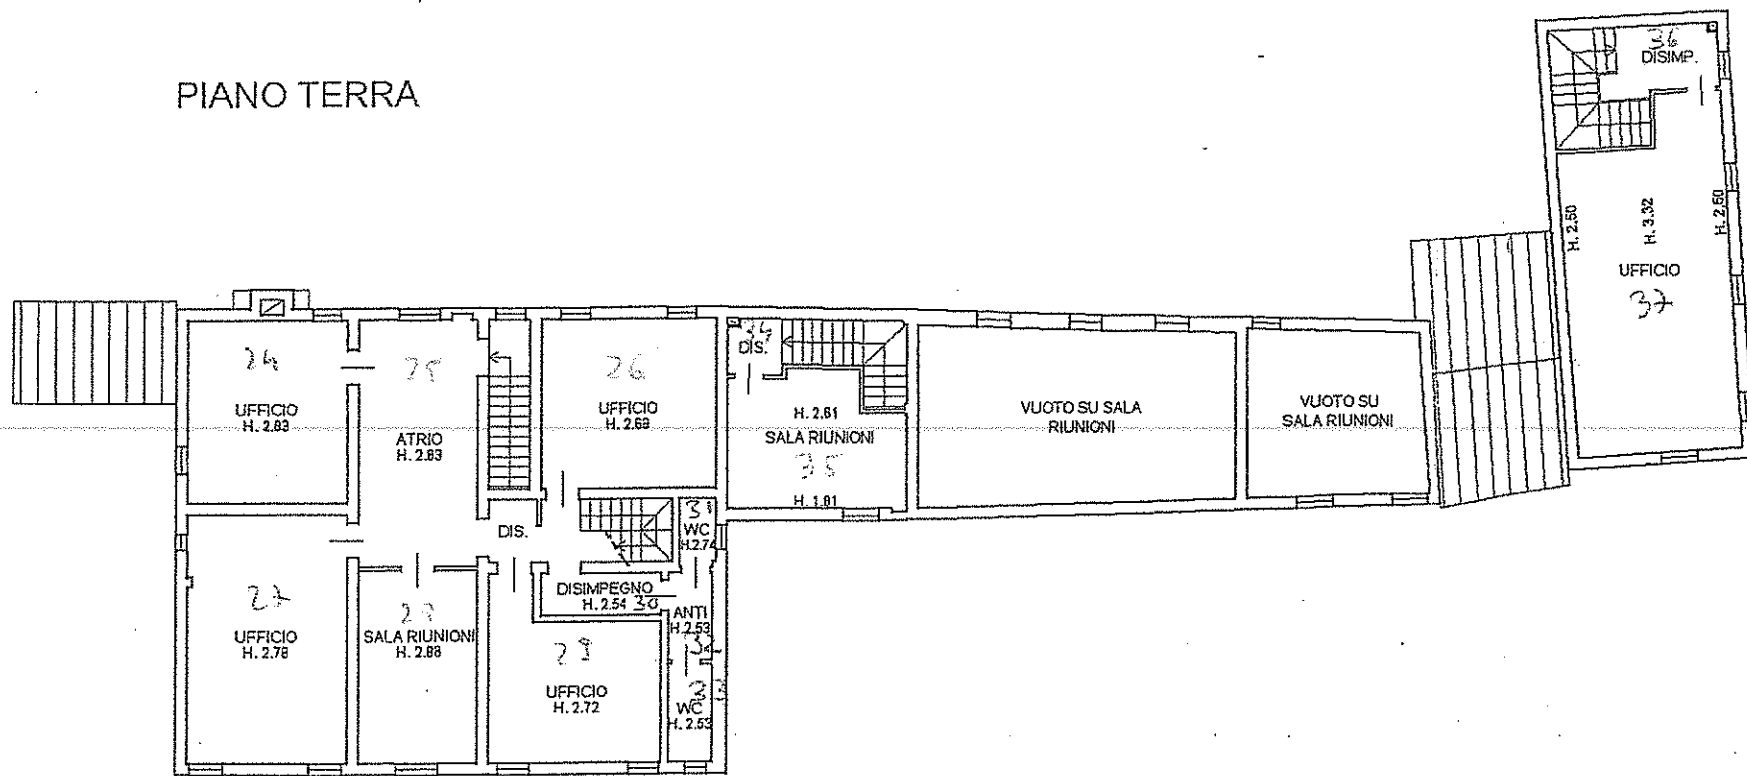 PIANO TERRA
36
DISIMP.
H. 2.50
H. 3.32
H. 2.50
UFFICIO
37
24
UFFICIO
H. 2.83
25
ATRIO
H. 2.83
26
UFFICIO
H. 2.69
34
DIS.
H. 2.61
SALA RIUNIONI
35
H. 1.81
VUOTO SU SALA
RIUNIONI
VUOTO SU
SALA RIUNIONI
27
UFFICIO
H. 2.78
SALA RIUNIONI
H. 2.88
DIS.
31
WC
H.2.74
DISIMPEGNO
H. 2.54 30
ANTI
H.2.53
32
29
UFFICIO
H. 2.72
33
WC
H. 2.53